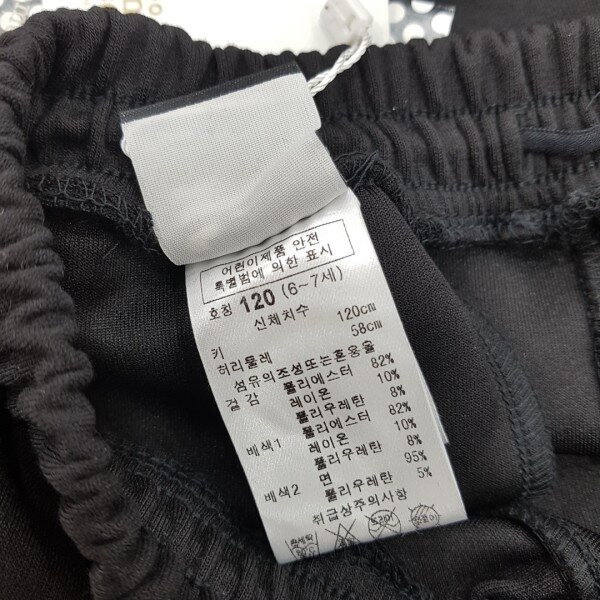 어린이제품 안전
특별법에 의한 표시
호칭 120 (6~7세)
신체치수
키 120cm
허리둘레 58cm
섬유의조성또는혼용율
겉감 폴리에스터 82%
레이온 10%
폴리우레탄 8%
배색1 폴리에스터 82%
레이온 10%
폴리우레탄 8%
배색2 면 95%
폴리우레탄 5%
취급상주의사항